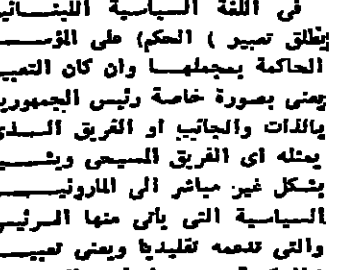 في اللغة السياسية اللبنانية
يطلق تعبير ( الحكم) على المؤسسة
الحاكمة بمجملها وان كان التعبير
يعني بصورة خاصة رئيس الجمهورية
بالذات والجانب او الفريق الذي
يمثله اي الفريق المسيحي ويشير
بشكل غير مباشر الى المارونية
السياسية التي يأتي منها الرئيس
والتي تدعمه تقليديا ويعني تعبير